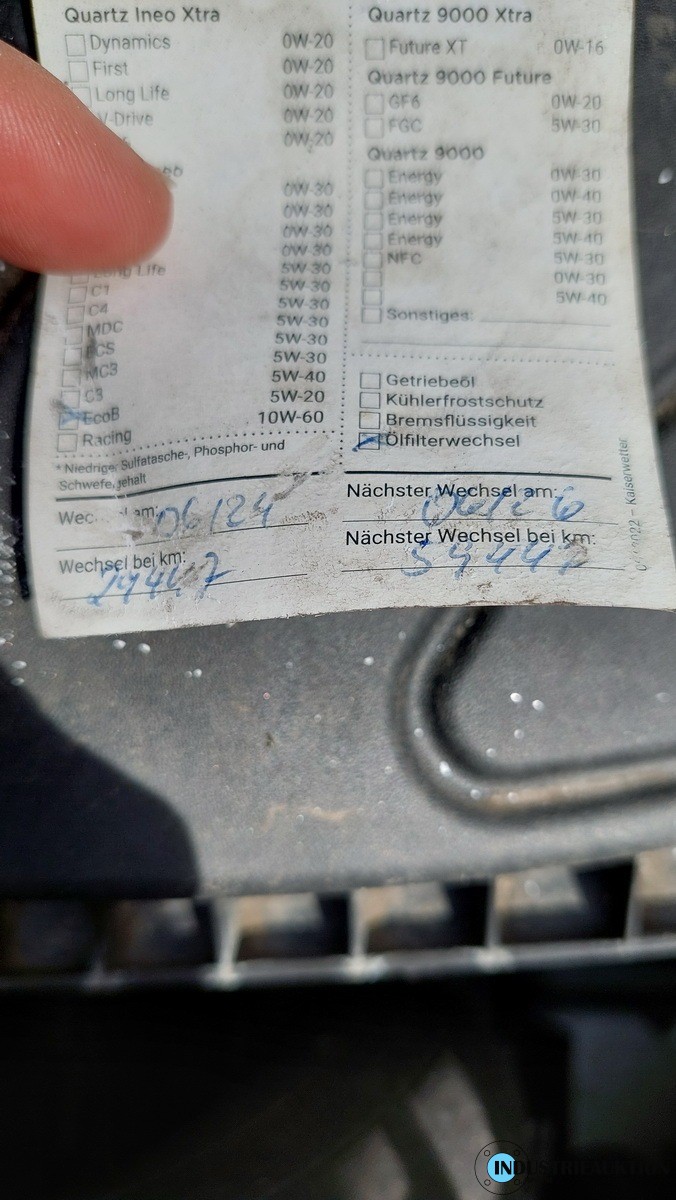 Quartz Ineo Xtra
Dynamics 0W-20
First 0W-20
Long Life 0W-20
V-Drive 0W-20
0W-20
0W-30
0W-30
0W-30
0W-30
Long Life 5W-30
C1 5W-30
C4 5W-30
MDC 5W-30
5W-30
MC3 5W-30
C3 5W-40
EcoB 5W-20
Racing 10W-60
* Niedriger Sulfatasche-, Phosphor- und
Schwefelgehalt
06/24
Wechsel bei km:
29447
Quartz 9000 Xtra
Future XT 0W-16
Quartz 9000 Future
GF6 0W-20
FGC 5W-30
Quartz 9000
Energy 0W-30
Energy 0W-40
Energy 5W-30
Energy 5W-40
NFC 5W-30
0W-30
5W-40
Sonstiges:
Getriebeöl
Kühlerfrostschutz
Bremsflüssigkeit
Ölfilterwechsel
Nächster Wechsel am:
06/26
Nächster Wechsel bei km:
59447
Kaiserwetter